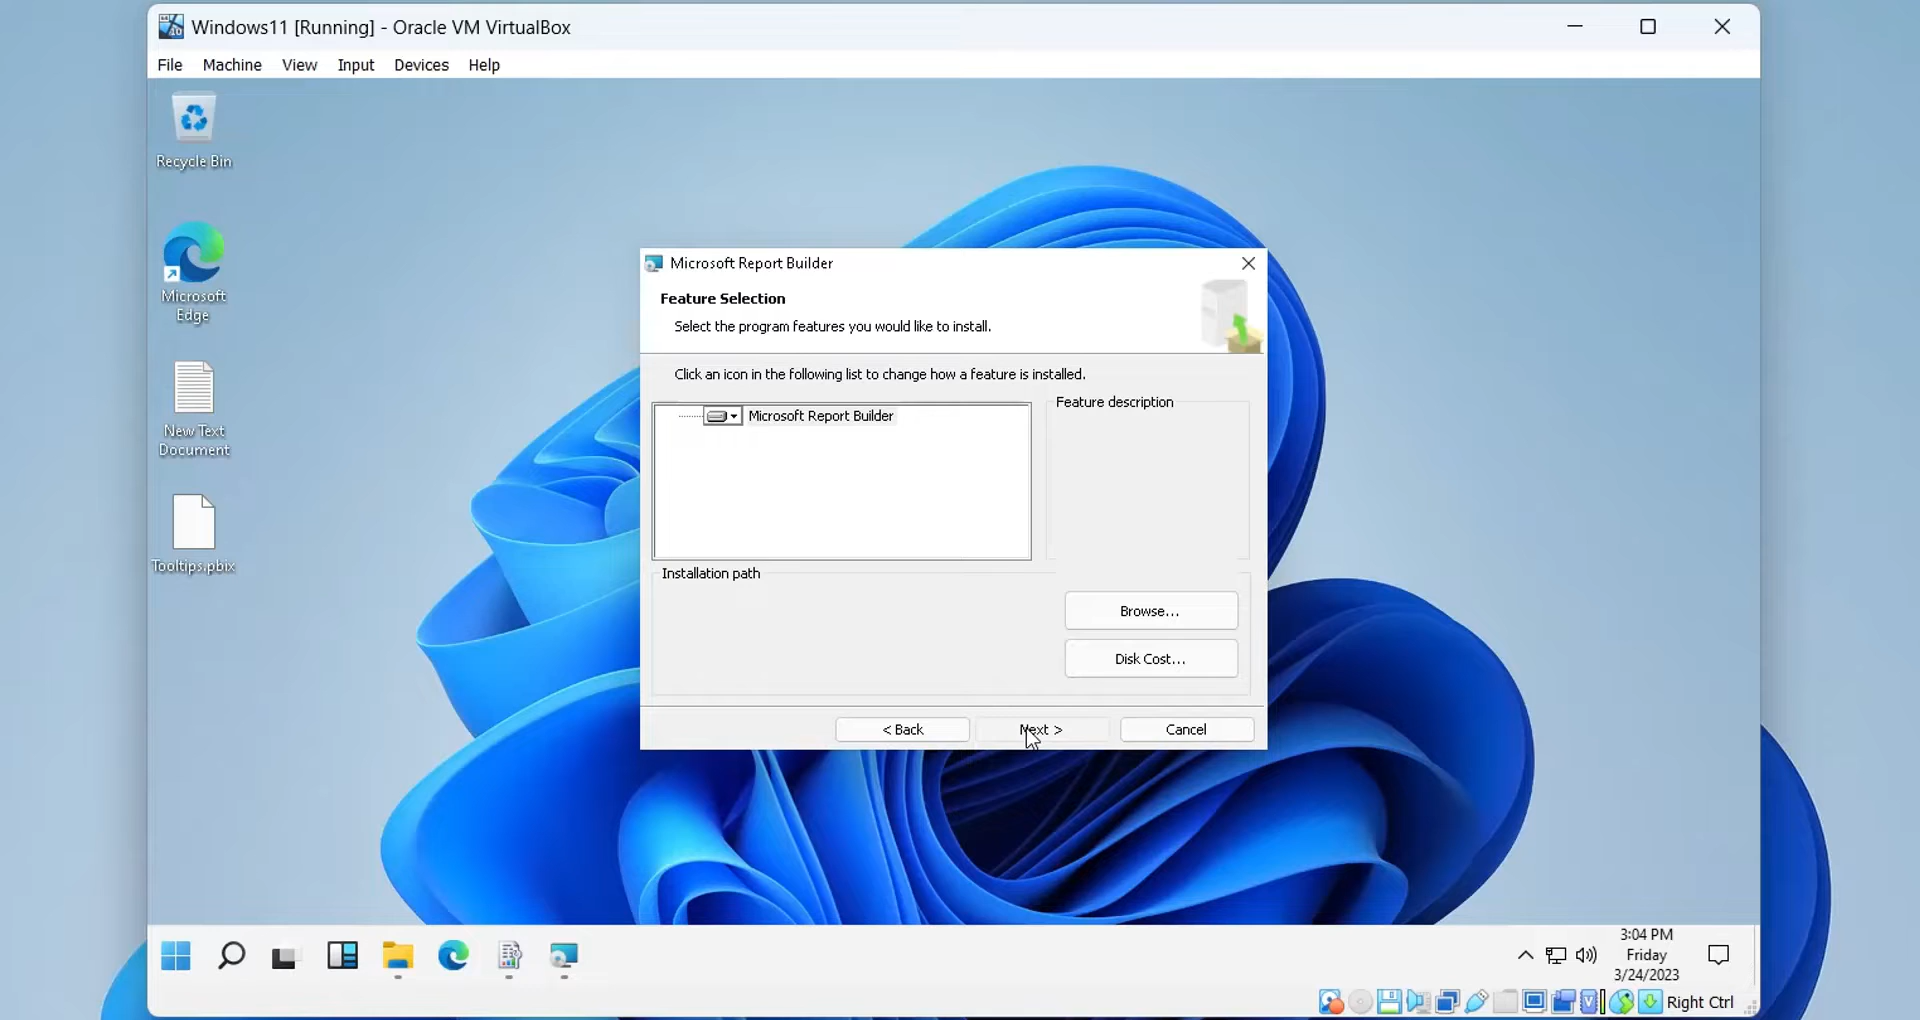 Windows11 [Running] - Oracle VM VirtualBox
File Machine View Input Devices Help
Recycle Bin
Microsoft
Edge
New Text
Document
Tooltips.pbix
Microsoft Report Builder
Feature Selection
Select the program features you would like to install.
Click an icon in the following list to change how a feature is installed.
Microsoft Report Builder
Feature description
Installation path
Browse...
Disk Cost...
< Back
Next >
Cancel
3:04 PM
Friday
3/24/2023
Right Ctrl